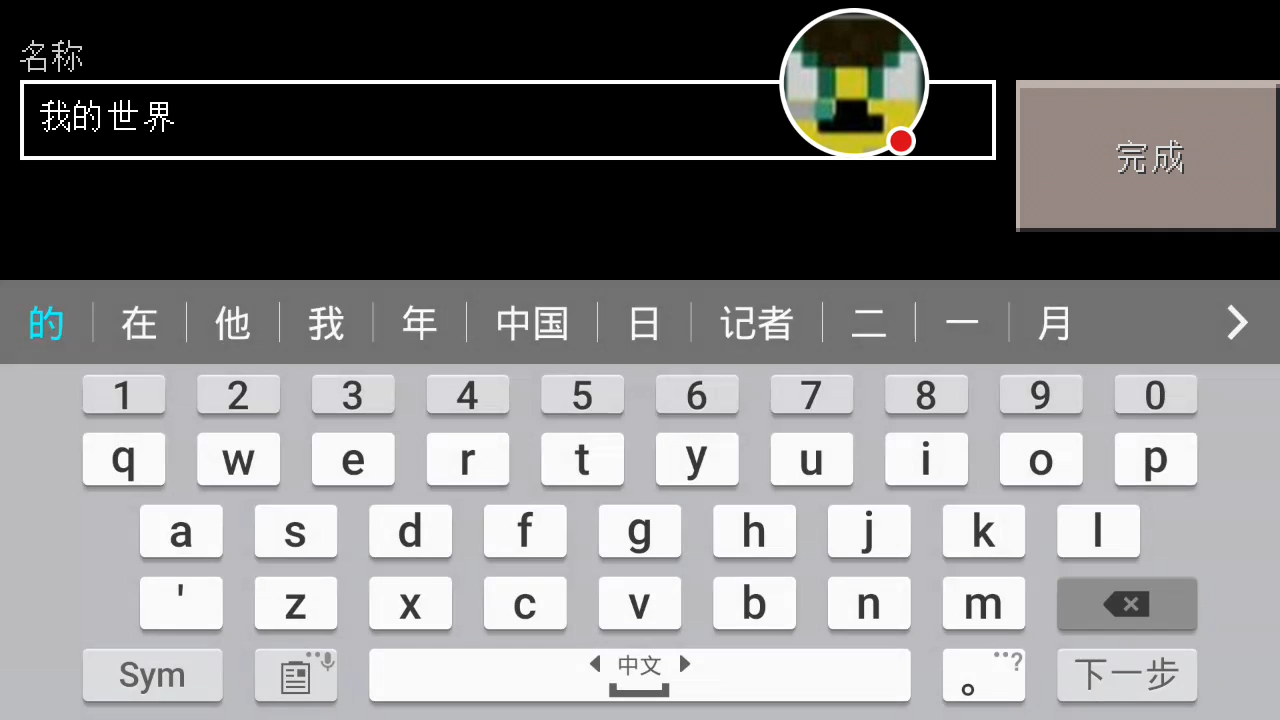 名称
我的世界
完成
的 在 他 我 年 中国 日 记者 二 一 月
1 2 3 4 5 6 7 8 9 0
q w e r t y u i o p
a s d f g h j k l
' z x c v b n m
Sym 中文 。 ? 下一步